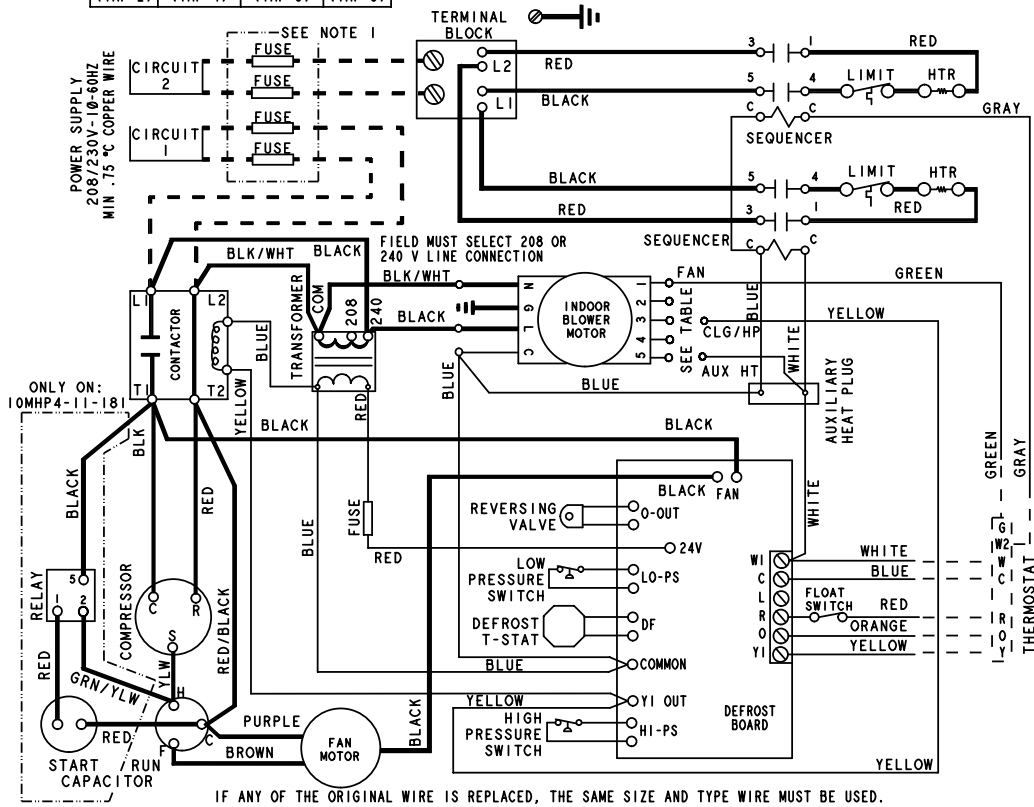 SEE NOTE 1
TERMINAL
BLOCK
POWER SUPPLY
208/230V-1Ø-60HZ
MIN .75 °C COPPER WIRE
CIRCUIT
2
CIRCUIT
1
FUSE
FUSE
FUSE
FUSE
L2
L1
RED
BLACK
3
1
RED
5
4
LIMIT
HTR
C
C
GRAY
SEQUENCER
BLACK
5
4
LIMIT
HTR
RED
3
1
RED
SEQUENCER
C
C
FIELD MUST SELECT 208 OR
240 V LINE CONNECTION
BLACK
BLK/WHT
BLK/WHT
BLACK
L1
L2
CONTACTOR
T1
T2
BLUE
YELLOW
TRANSFORMER
COM
208
240
RED
N
G
L
C
INDOOR
BLOWER
MOTOR
1
2
3
4
5
FAN
SEE TABLE
CLG/HP
AUX HT
GREEN
YELLOW
BLUE
WHITE
BLUE
BLUE
AUXILIARY
HEAT PLUG
ONLY ON:
10MHP4-11-181
BLK
BLACK
BLACK
BLACK
RED
BLACK
FAN
BLUE
FUSE
RED
REVERSING
VALVE
O-OUT
24V
LOW
PRESSURE
SWITCH
LO-PS
DEFROST
T-STAT
DF
BLUE
COMMON
YELLOW
Y1 OUT
HIGH
PRESSURE
SWITCH
HI-PS
DEFROST
BOARD
WHITE
W1
C
L
R
O
Y1
WHITE
BLUE
FLOAT
SWITCH
RED
ORANGE
YELLOW
GREEN
GRAY
G
W2
W
C
R
O
Y
THERMOSTAT
RELAY
5
1
2
COMPRESSOR
C
R
S
RED/BLACK
RED
GRN/YLW
YLW
H
C
F
RED
START
RUN
CAPACITOR
PURPLE
BROWN
FAN
MOTOR
BLACK
YELLOW
IF ANY OF THE ORIGINAL WIRE IS REPLACED, THE SAME SIZE AND TYPE WIRE MUST BE USED.